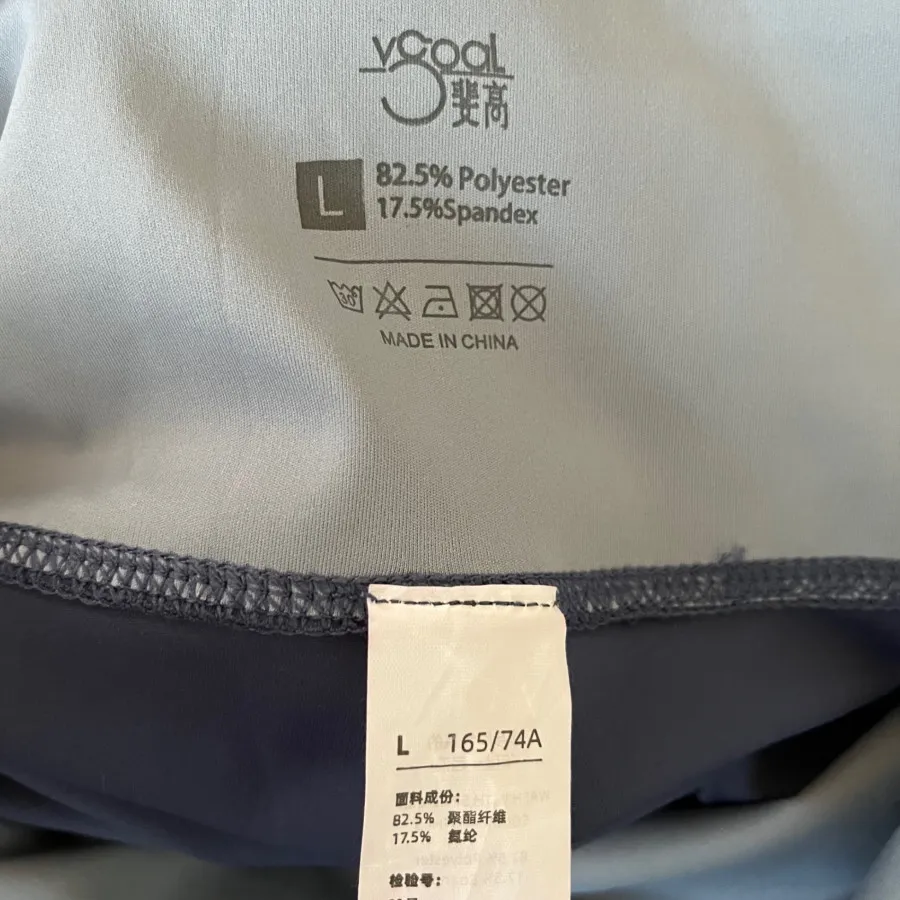 vGoaL
斐高
L
82.5% Polyester
17.5%Spandex
30°
MADE IN CHINA
L 165/74A
面料成份：
82.5% 聚酯纤维
17.5% 氨纶
检验号：